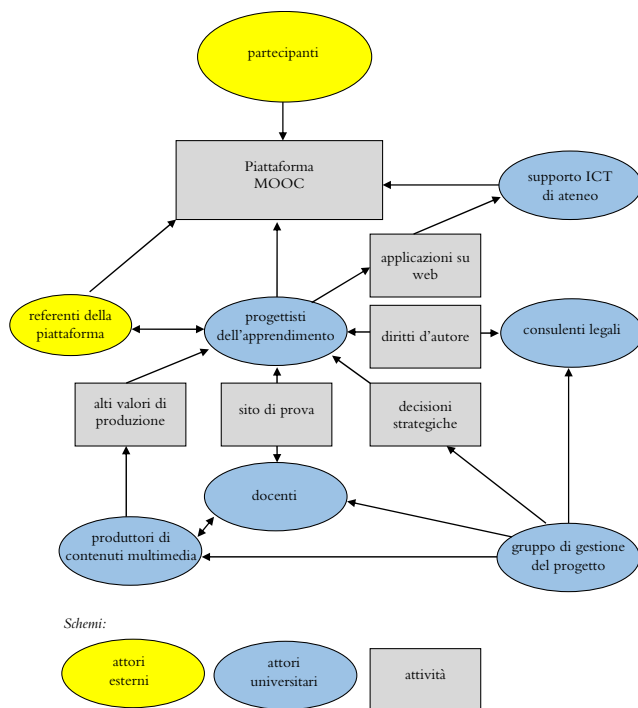 partecipanti
Piattaforma
MOOC
supporto ICT
di ateneo
applicazioni su
web
referenti della
piattaforma
progettisti
dell'apprendimento
diritti d'autore
consulenti legali
alti valori di
produzione
sito di prova
decisioni
strategiche
docenti
produttori di
contenuti multimedia
gruppo di gestione
del progetto
Schemi:
attori
esterni
attori
universitari
attività